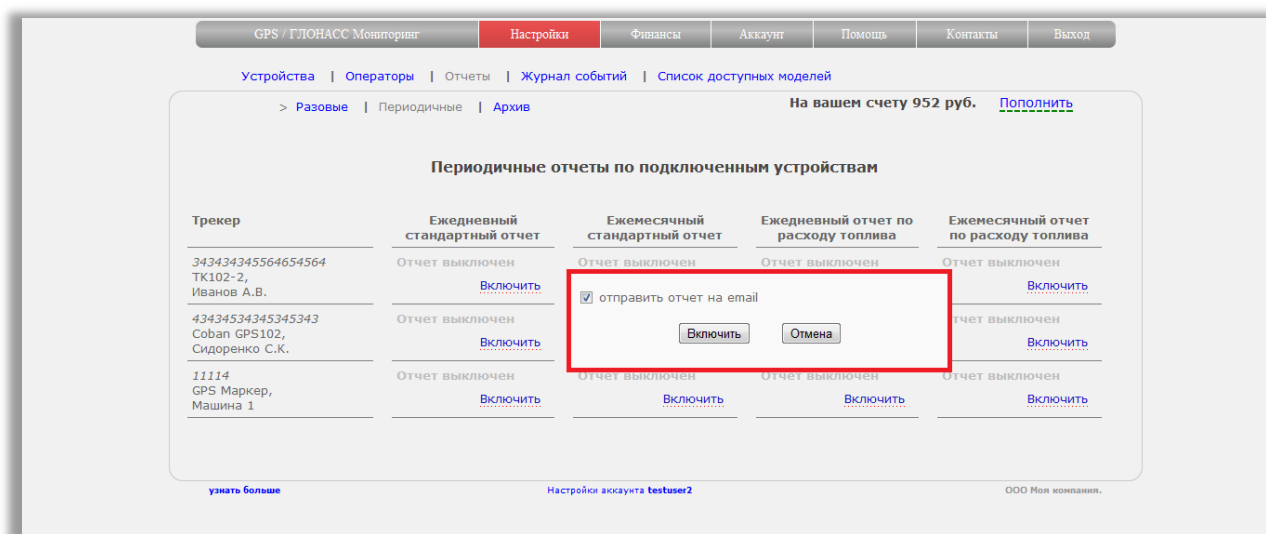 GPS / ГЛОНАСС Мониторинг Настройки Финансы Аккаунт Помощь Контакты Выход
Устройства | Операторы | Отчеты | Журнал событий | Список доступных моделей
> Разовые | Периодичные | Архив На вашем счету 952 руб. Пополнить
Периодичные отчеты по подключенным устройствам
Трекер Ежедневный Ежемесячный Ежедневный отчет по Ежемесячный отчет
стандартный отчет стандартный отчет расходу топлива по расходу топлива
343434345564654564 Отчет выключен Отчет выключен Отчет выключен Отчет выключен
TK102-2, Включить Включить
Иванов А.В.
отправить отчет на email
43434534345345343 Отчет выключен тчет выключен
Coban GPS102, Включить Отмена
Сидоренко С.К. Включить Включить
11114 Отчет выключен Отчет выключен Отчет выключен Отчет выключен
GPS Маркер,
Машина 1 Включить Включить Включить Включить
узнать больше Настройки аккаунта testuser2 ООО Моя компания.